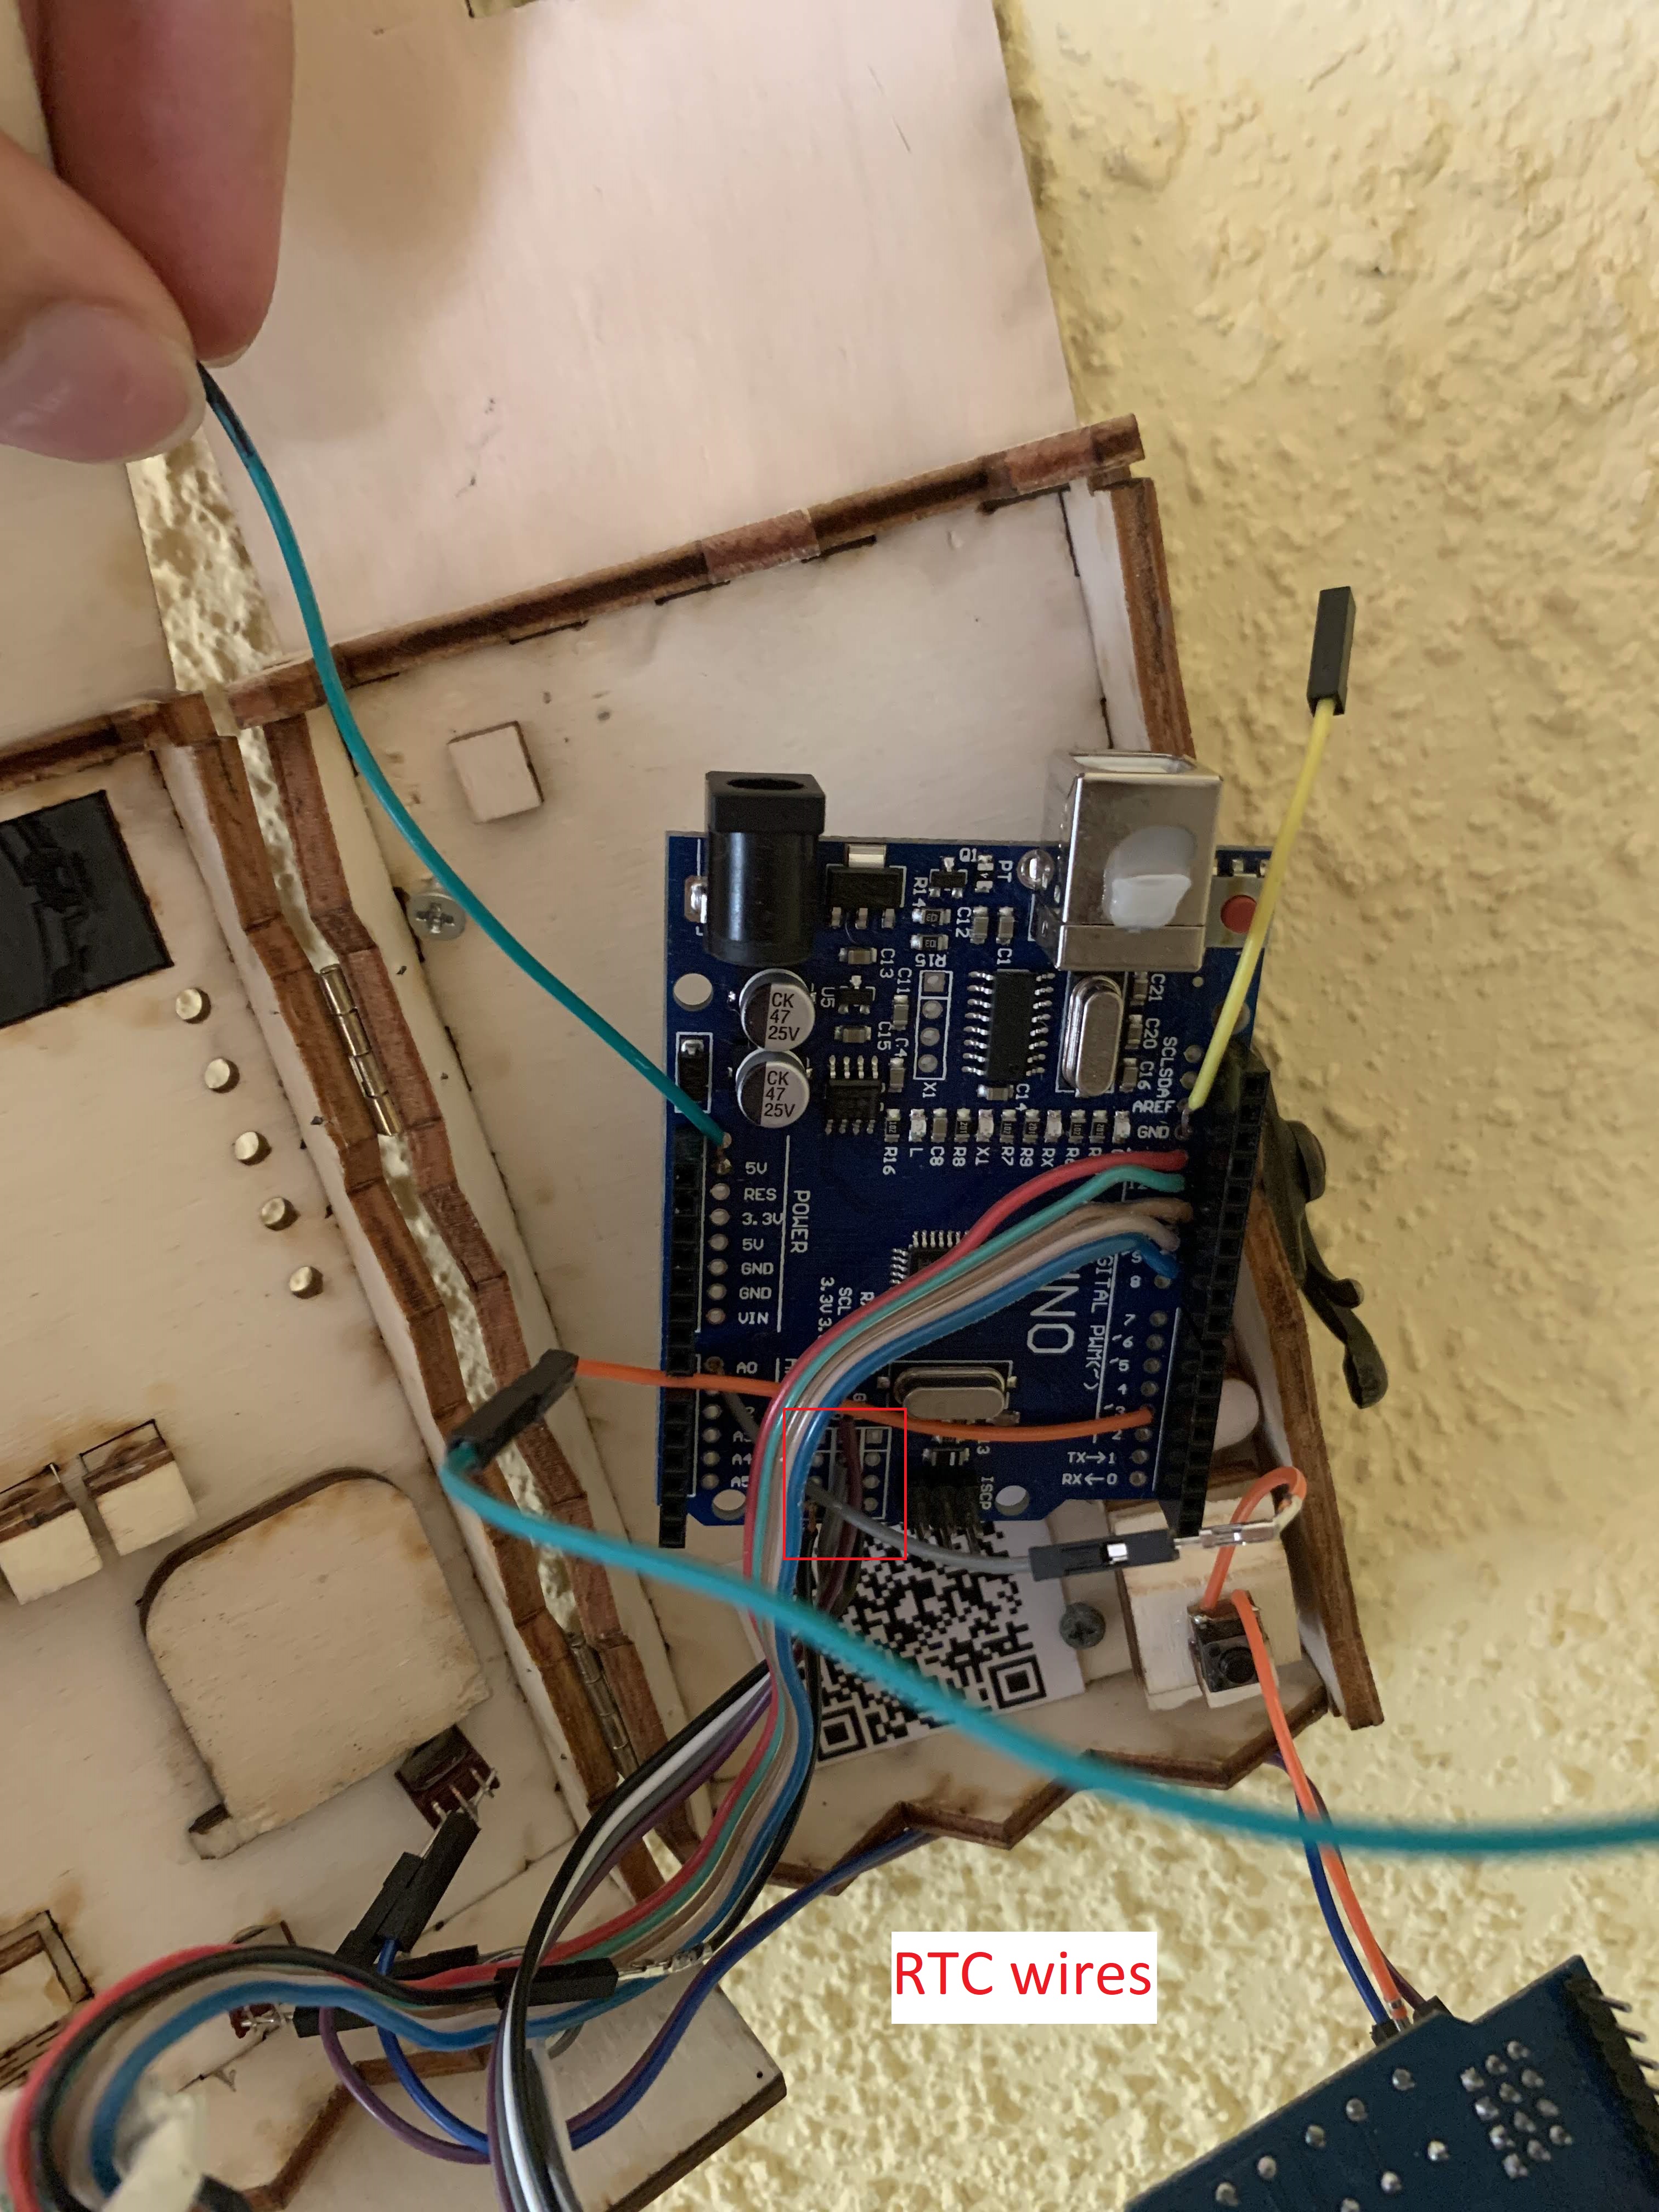 Q1
PT
R14
C12
R15
C13
C11
C1
C21
U5
C15
C4
C20
C16
SCL
SDA
CK
47
25V
CK
47
25V
X1
C14
AREF
GND
R16
L
C8
R8
TX
R7
R9
RX
5V
RES
3.3V
5V
GND
GND
VIN
POWER
SCL
3.3V
8
7
6
5
4
3
2
TX→1
RX←0
UNO
DIGITAL PWM(~)
A0
A3
A4
A5
G
ISCP
RTC wires